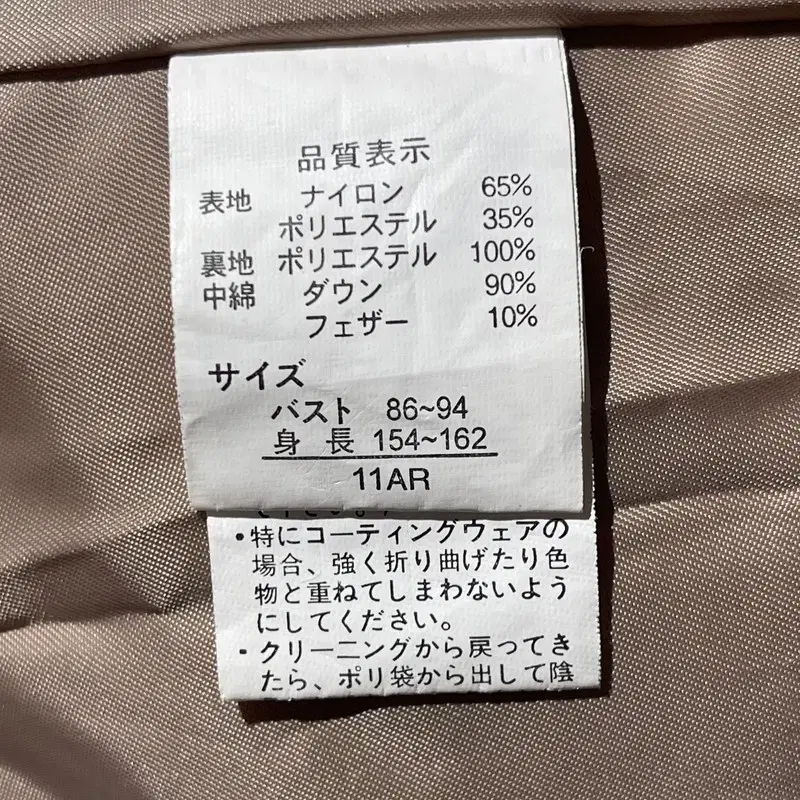 品質表示
表地 ナイロン 65%
ポリエステル 35%
裏地 ポリエステル 100%
中綿 ダウン 90%
フェザー 10%
サイズ
バスト 86~94
身長 154~162
11AR
・特にコーティングウェアの
場合、強く折り曲げたり色
物と重ねてしまわないよう
にしてください。
・クリーニングから戻ってき
たら、ポリ袋から出して陰